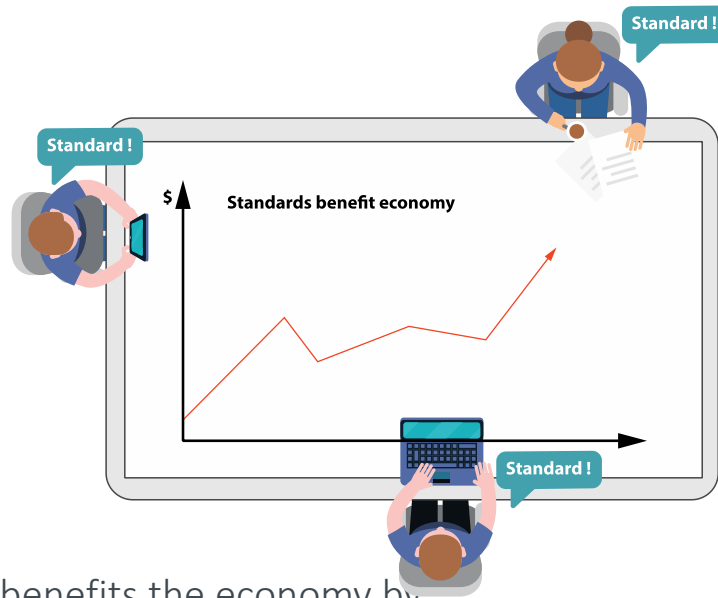 Standard !
Standard !
$
Standards benefit economy
Standard !
benefits the economy by